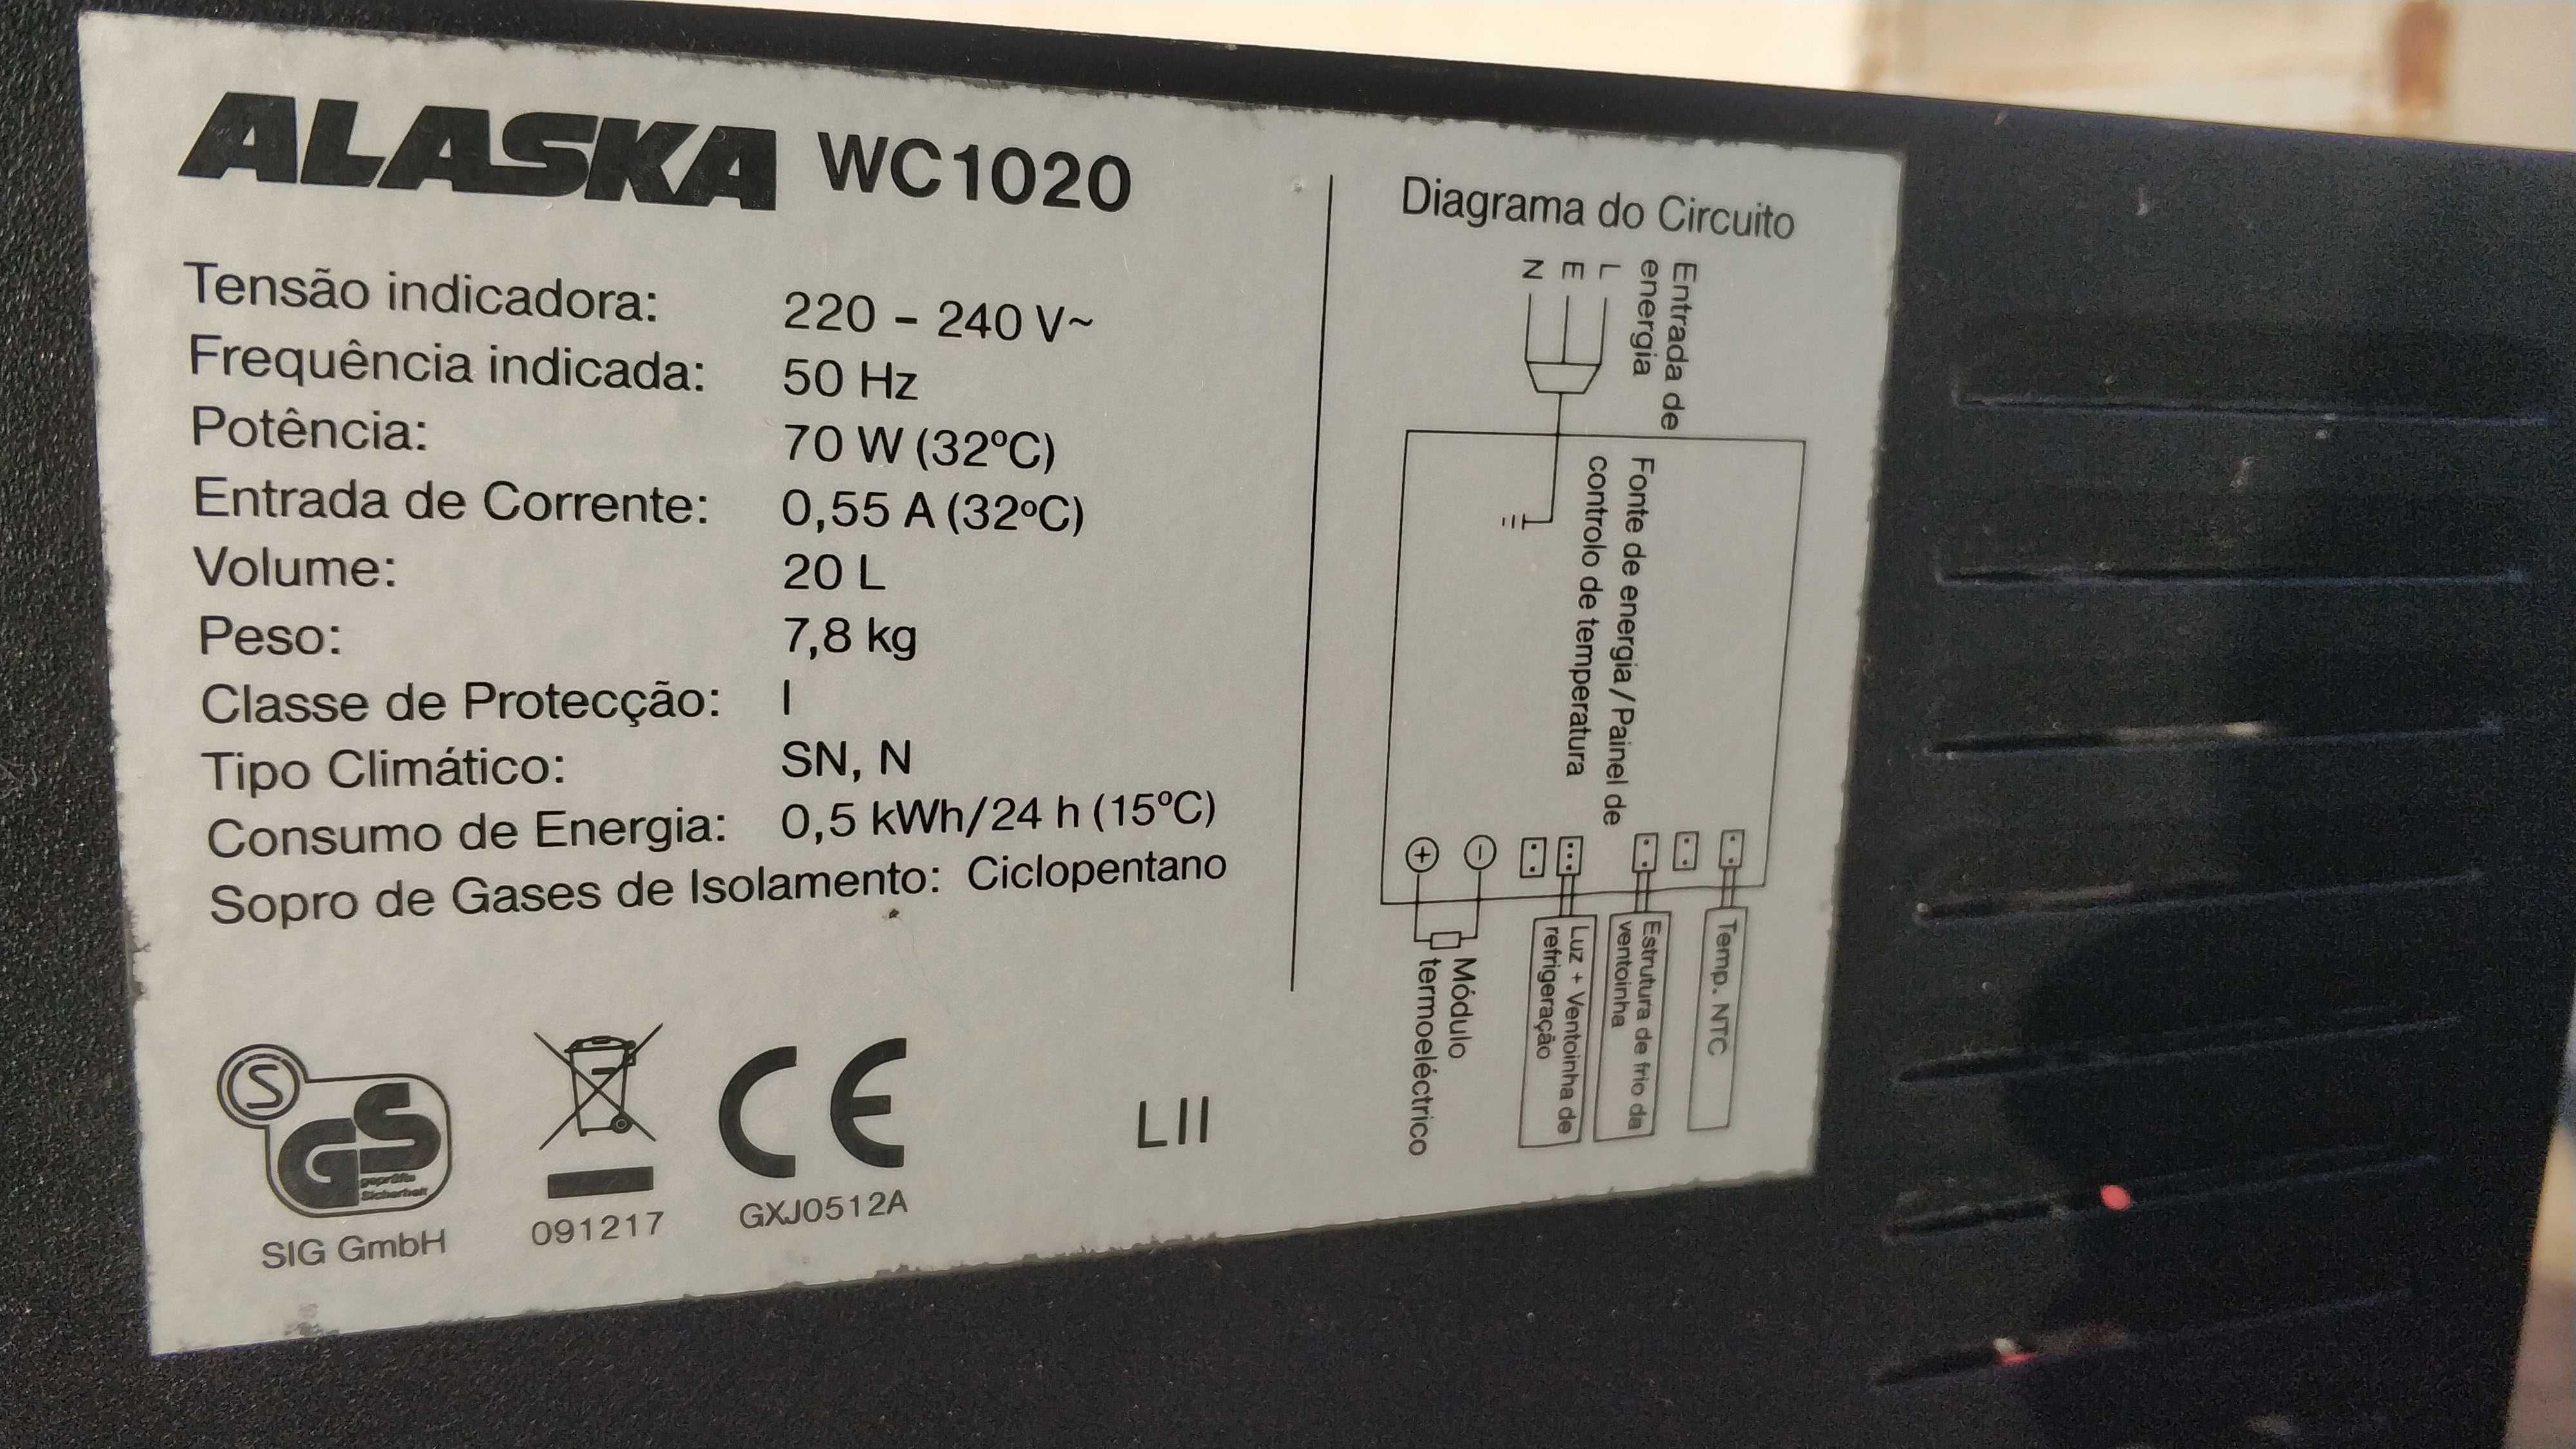 ALASKA WC1020
Tensão indicadora: 220 - 240 V~
Frequência indicada: 50 Hz
Potência: 70 W (32ºC)
Entrada de Corrente: 0,55 A (32ºC)
Volume: 20 L
Peso: 7,8 kg
Classe de Protecção: I
Tipo Climático: SN, N
Consumo de Energia: 0,5 kWh/24 h (15ºC)
Sopro de Gases de Isolamento: Ciclopentano
S
GS
geprüfte
Sicherheit
SIG GmbH
091217
CE
GXJ0512A
LII
Diagrama do Circuito
Entrada de
energia
L
E
N
Fonte de energia / Painel de
controlo de temperatura
Temp. NTC
Estrutura de frio da
ventoinha
Luz + Ventoinha de
refrigeração
−
+
Módulo
termoeléctrico